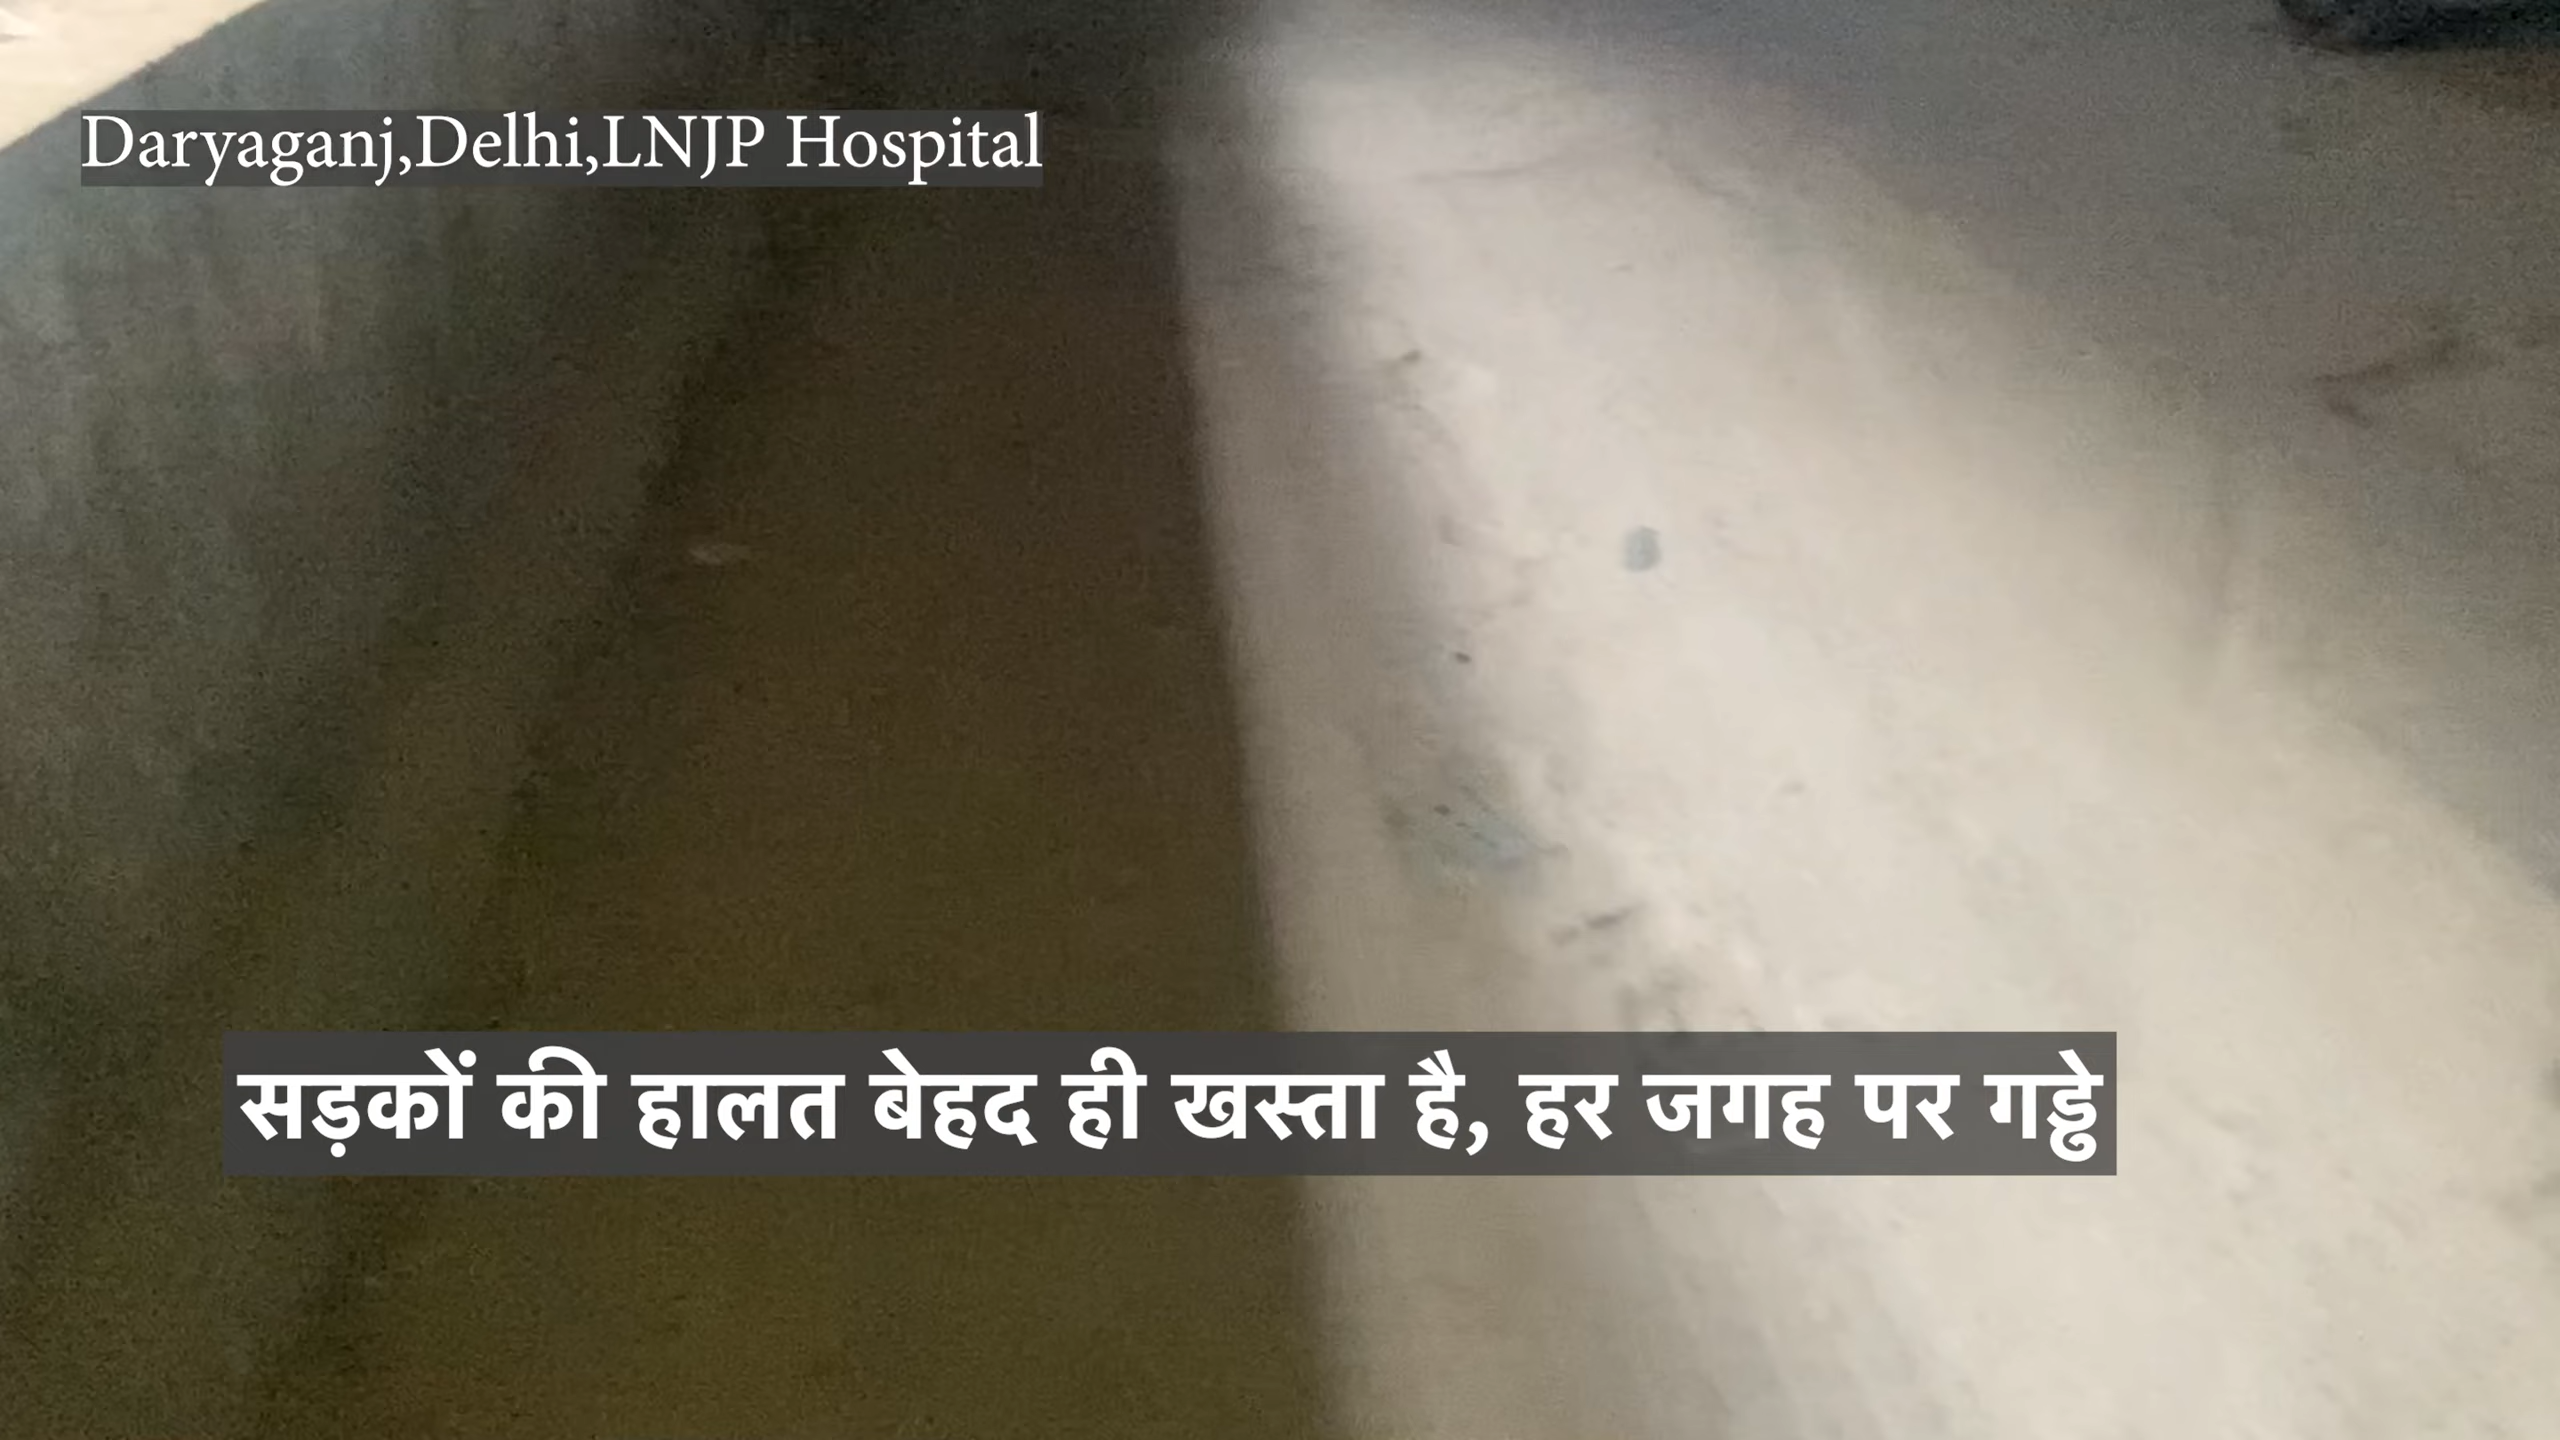 Daryaganj,Delhi,LNJP Hospital
सड़कों की हालत बेहद ही खस्ता है, हर जगह पर गड्ढे